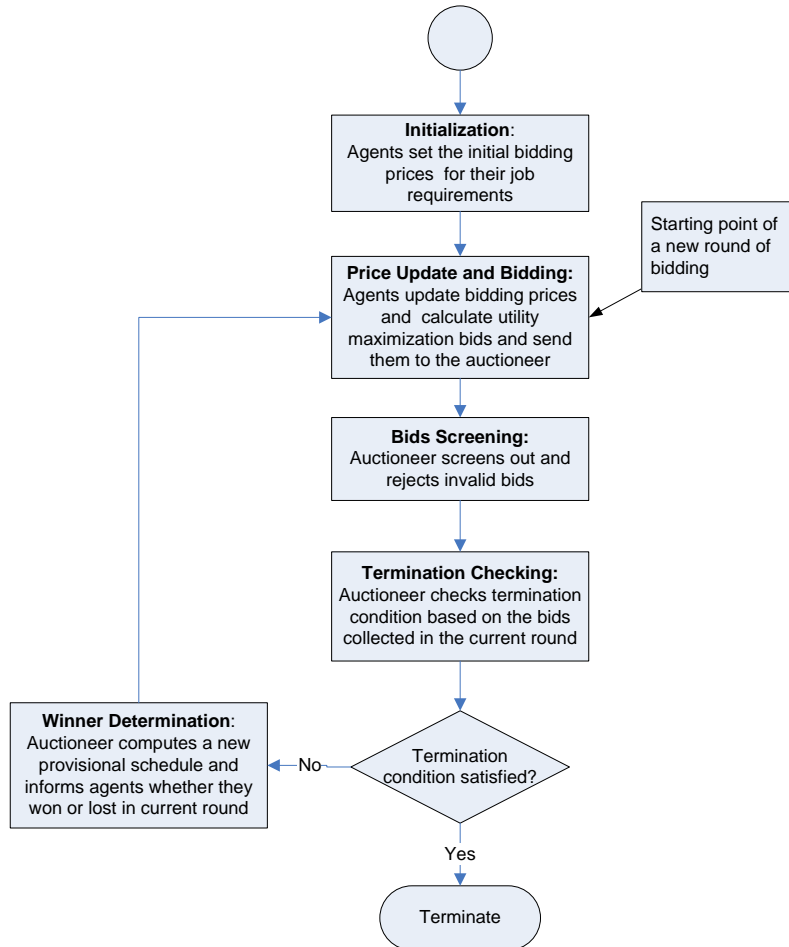 Initialization:
Agents set the initial bidding
prices for their job
requirements
Starting point of
a new round of
bidding
Price Update and Bidding:
Agents update bidding prices
and calculate utility
maximization bids and send
them to the auctioneer
Bids Screening:
Auctioneer screens out and
rejects invalid bids
Termination Checking:
Auctioneer checks termination
condition based on the bids
collected in the current round
Winner Determination:
Auctioneer computes a new
provisional schedule and
informs agents whether they
won or lost in current round
No
Termination
condition satisfied?
Yes
Terminate